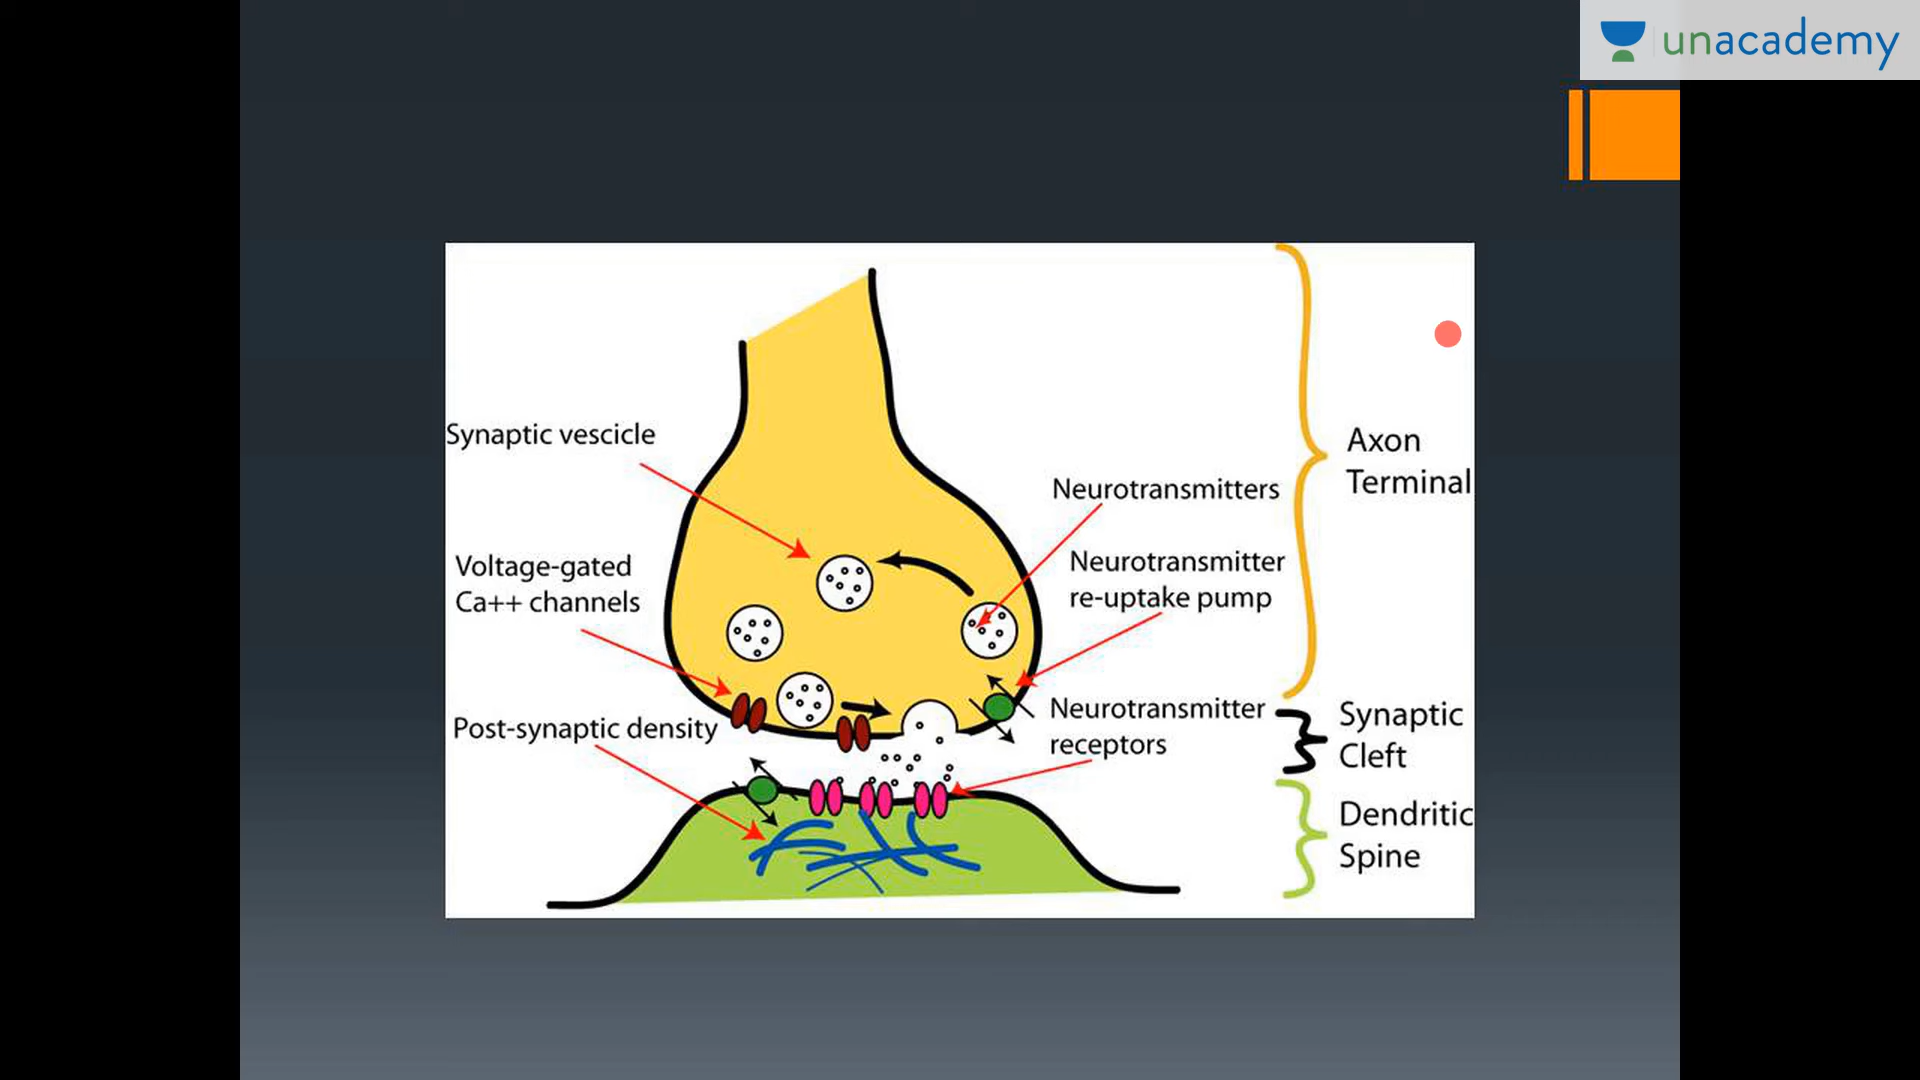 unacademy
Synaptic vescicle
Voltage-gated
Ca++ channels
Post-synaptic density
Neurotransmitters
Neurotransmitter
re-uptake pump
Neurotransmitter
receptors
Axon
Terminal
Synaptic
Cleft
Dendritic
Spine